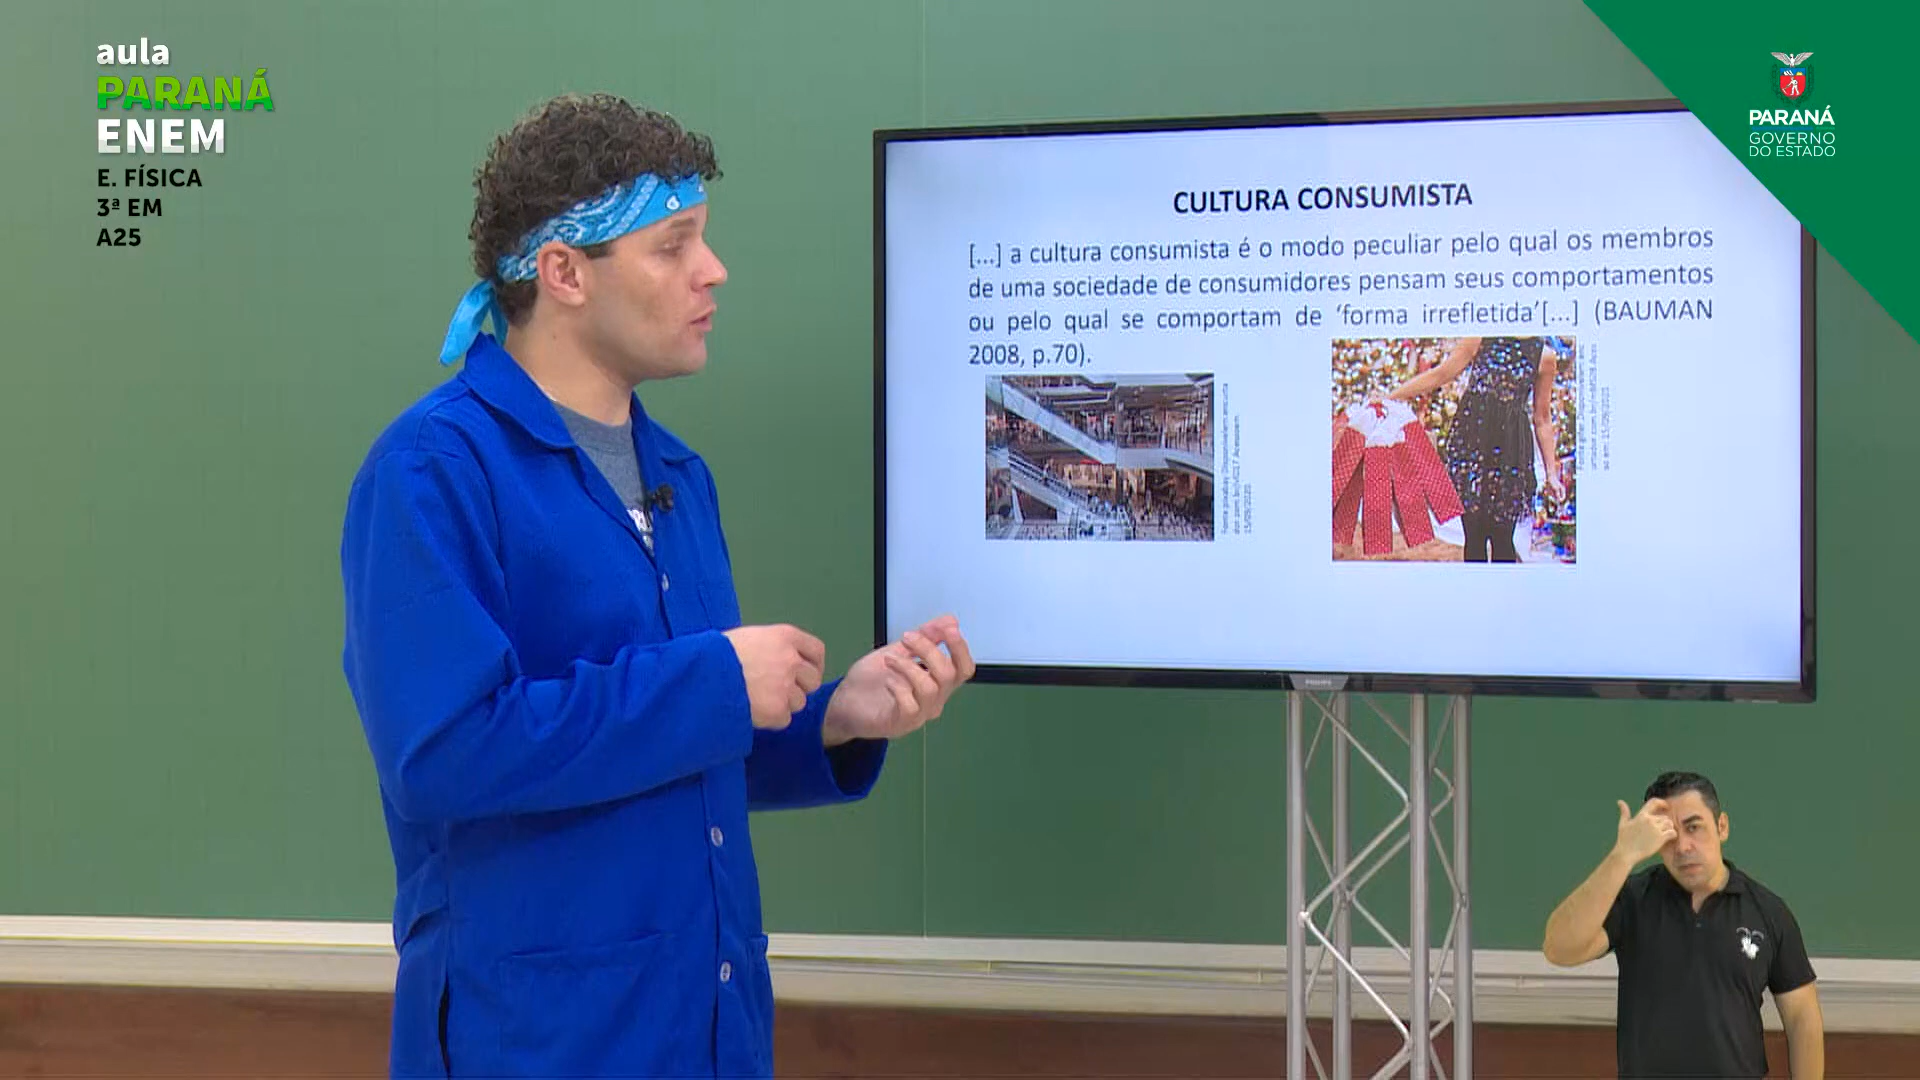 aula
PARANÁ
ENEM
E. FÍSICA
3ª EM
A25
PARANÁ
GOVERNO
DO ESTADO
CULTURA CONSUMISTA
[...] a cultura consumista é o modo peculiar pelo qual os membros
de uma sociedade de consumidores pensam seus comportamentos
ou pelo qual se comportam de ‘forma irrefletida’[...] (BAUMAN
2008, p.70).
PHILIPS